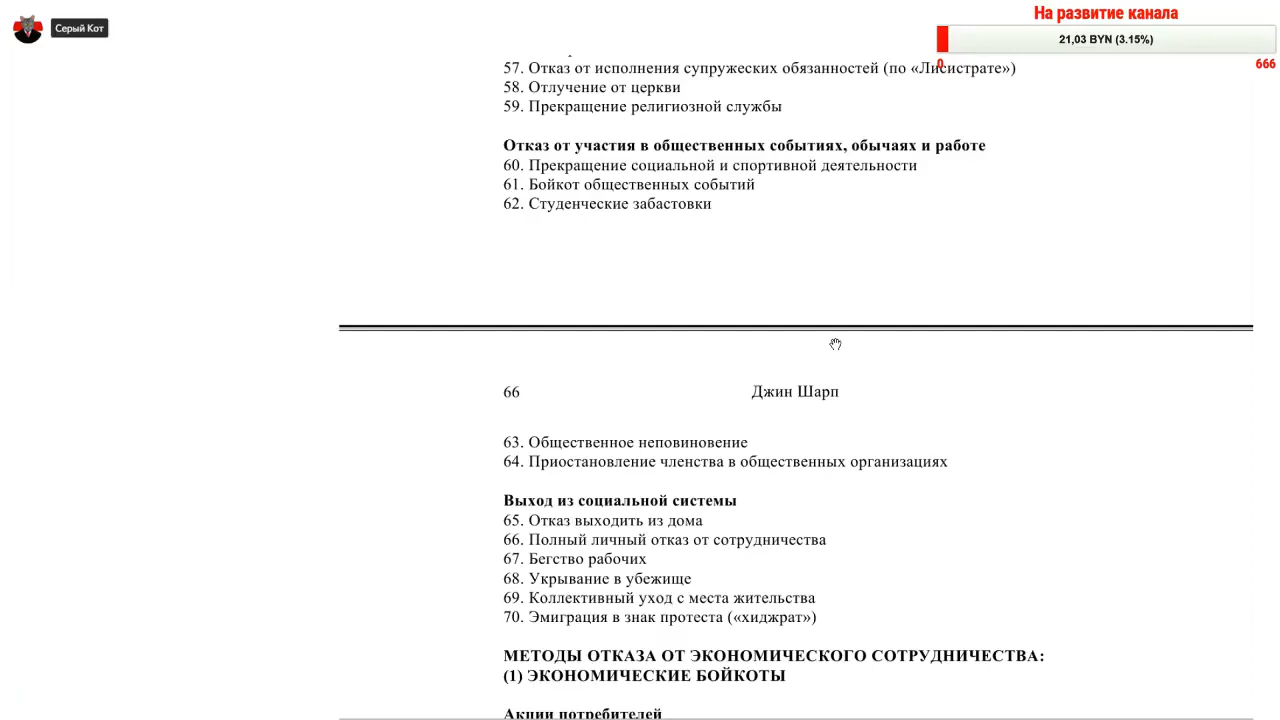 Серый Кот
На развитие канала
21,03 BYN (3.15%)
0
666
57. Отказ от исполнения супружеских обязанностей (по «Лисистрате»)
58. Отлучение от церкви
59. Прекращение религиозной службы
Отказ от участия в общественных событиях, обычаях и работе
60. Прекращение социальной и спортивной деятельности
61. Бойкот общественных событий
62. Студенческие забастовки
66
Джин Шарп
63. Общественное неповиновение
64. Приостановление членства в общественных организациях
Выход из социальной системы
65. Отказ выходить из дома
66. Полный личный отказ от сотрудничества
67. Бегство рабочих
68. Укрывание в убежище
69. Коллективный уход с места жительства
70. Эмиграция в знак протеста («хиджрат»)
МЕТОДЫ ОТКАЗА ОТ ЭКОНОМИЧЕСКОГО СОТРУДНИЧЕСТВА:
(1) ЭКОНОМИЧЕСКИЕ БОЙКОТЫ
Акции потребителей